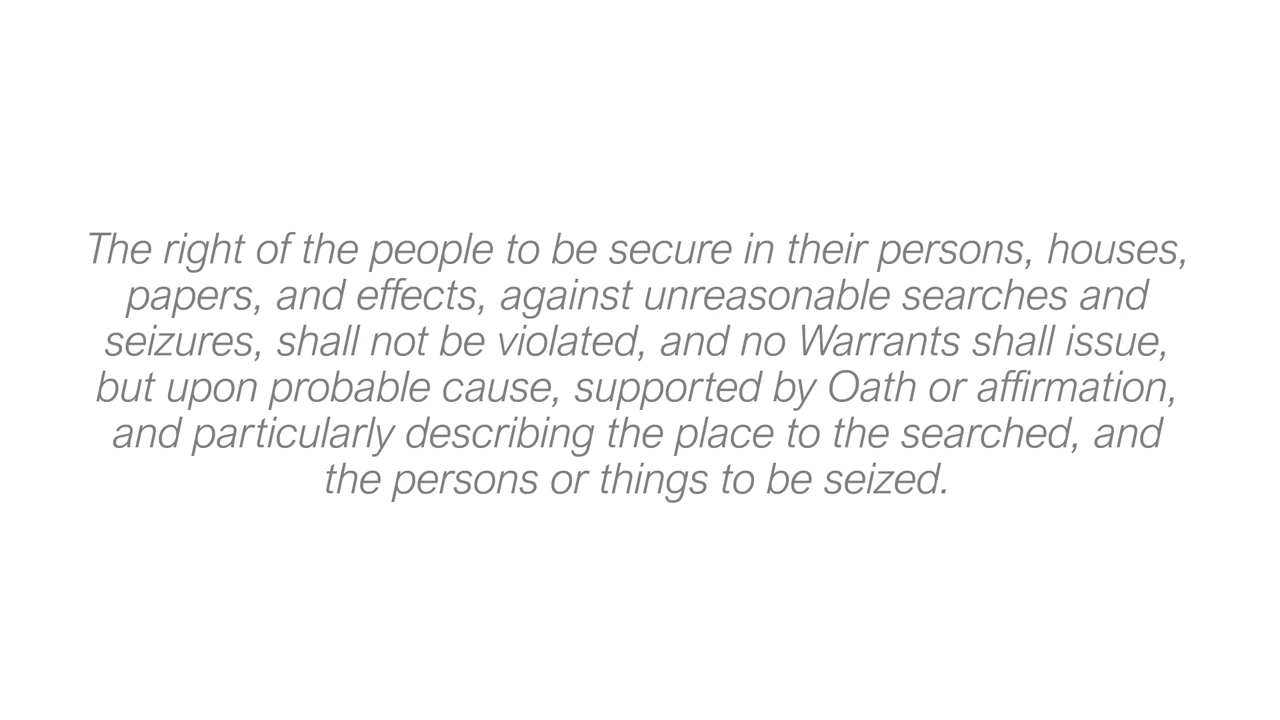 The right of the people to be secure in their persons, houses,
papers, and effects, against unreasonable searches and
seizures, shall not be violated, and no Warrants shall issue,
but upon probable cause, supported by Oath or affirmation,
and particularly describing the place to the searched, and
the persons or things to be seized.